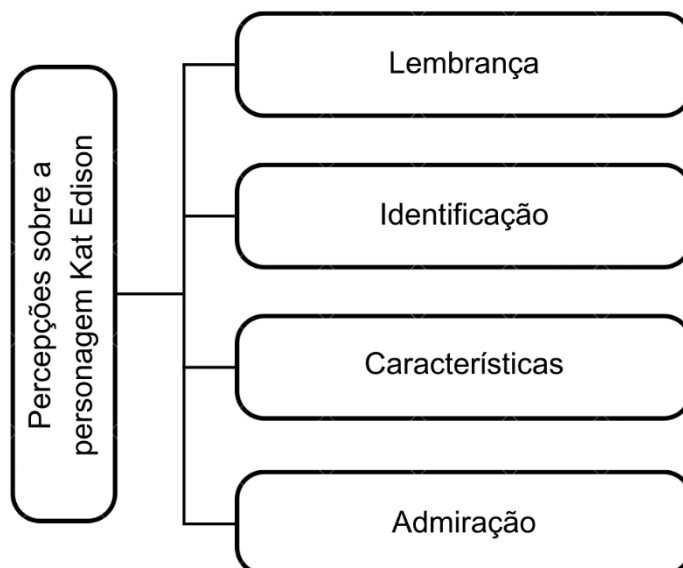 Percepções sobre a
personagem Kat Edison
Lembrança
Identificação
Características
Admiração